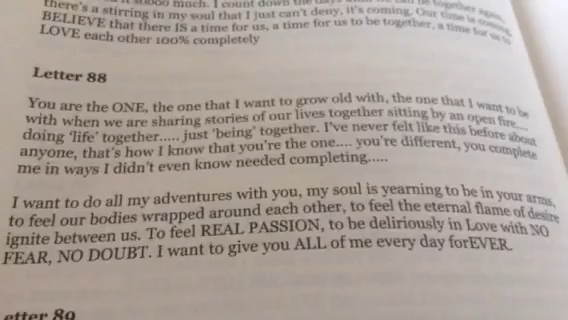 much. I count down the days
there's a stirring in my soul that I just can't deny, it's coming. Our time is coming,
BELIEVE that there IS a time for us, a time for us to be together, a time for us to
LOVE each other 100% completely
Letter 88
You are the ONE, the one that I want to grow old with, the one that I want to be
with when we are sharing stories of our lives together sitting by an open fire....
doing 'life' together..... just 'being' together. I've never felt like this before about
anyone, that's how I know that you're the one.... you're different, you complete
me in ways I didn't even know needed completing.....
I want to do all my adventures with you, my soul is yearning to be in your arms,
to feel our bodies wrapped around each other, to feel the eternal flame of desire
ignite between us. To feel REAL PASSION, to be deliriously in Love with NO
FEAR, NO DOUBT. I want to give you ALL of me every day forEVER.
etter 89